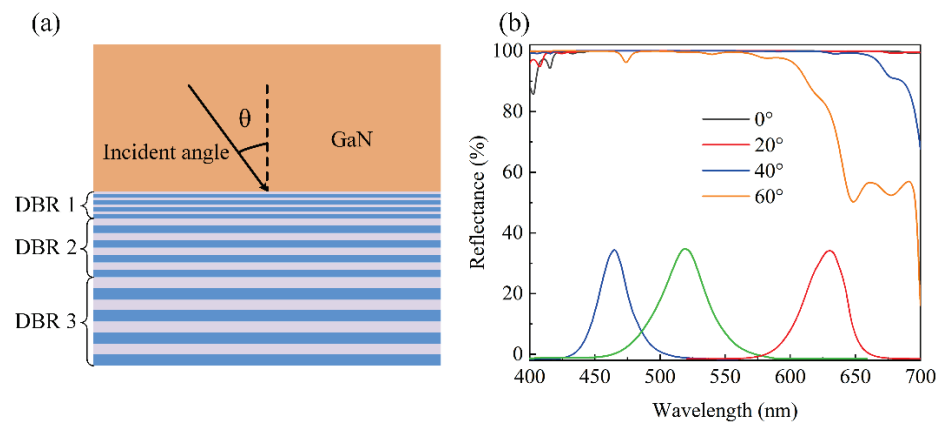 (a)
θ
Incident angle
GaN
DBR 1
DBR 2
DBR 3
(b)
100
80
60
40
20
0
Reflectance (%)
0°
20°
40°
60°
400
450
500
550
600
650
700
Wavelength (nm)